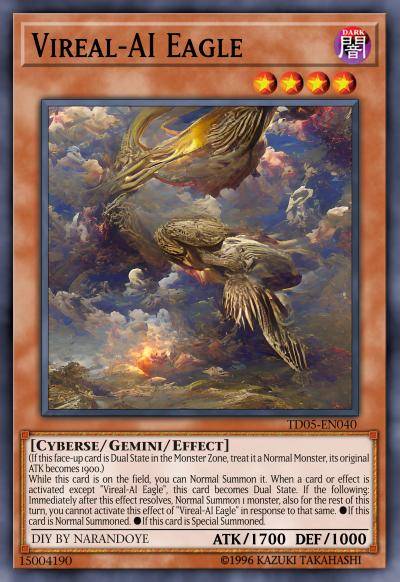 Vireal-AI Eagle
DARK
闇
TD05-EN040
[Cyberse/Gemini/Effect]
(If this face-up card is Dual State in the Monster Zone, treat it a Normal Monster, its original
ATK becomes 1900.)
While this card is on the field, you can Normal Summon it. When a card or effect is
activated except "Vireal-AI Eagle", this card becomes Dual State. If the following:
Immediately after this effect resolves, Normal Summon 1 monster, also for the rest of this
turn, you cannot activate this effect of "Vireal-AI Eagle" in response to that same. ●If this
card is Normal Summoned. ●If this card is Special Summoned.
DIY BY NARANDOYE
ATK/1700 DEF/1000
15004190
©1996 KAZUKI TAKAHASHI